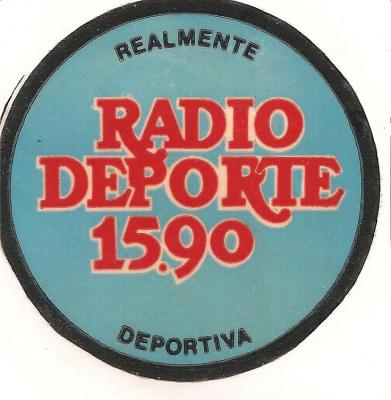 REALMENTE
RADIO
DEPORTE
15.90
DEPORTIVA